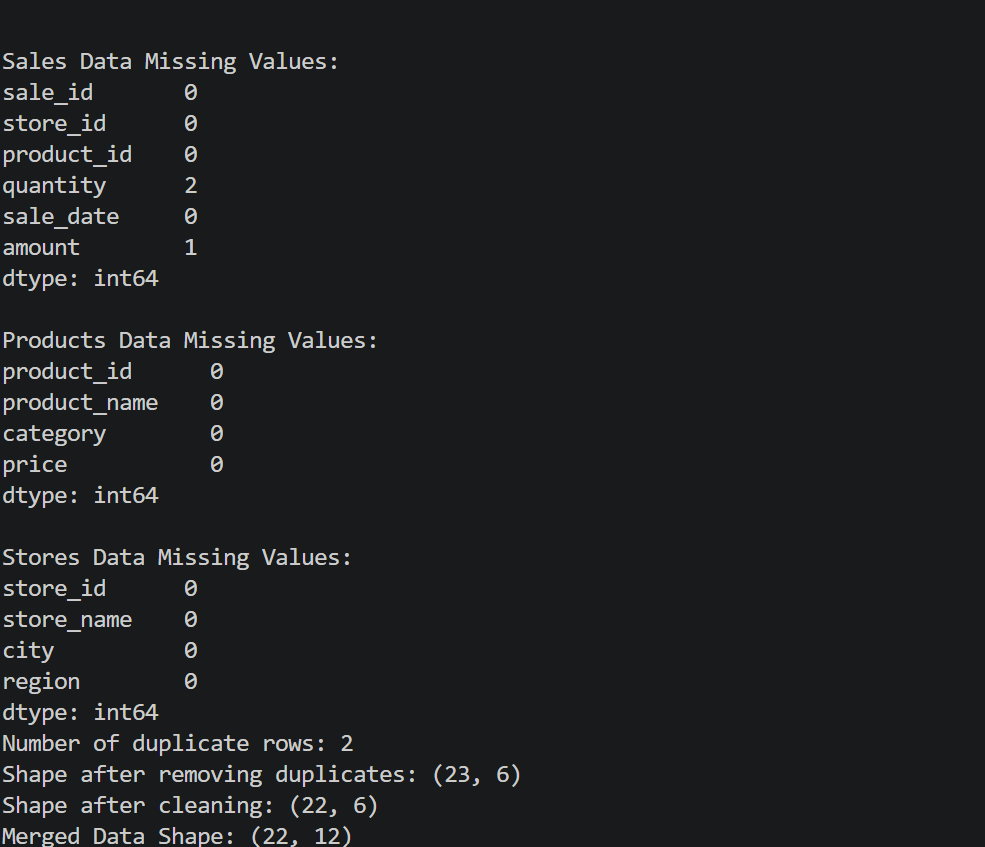 Sales Data Missing Values:
sale_id       0
store_id      0
product_id    0
quantity      2
sale_date     0
amount        1
dtype: int64
Products Data Missing Values:
product_id      0
product_name    0
category        0
price           0
dtype: int64
Stores Data Missing Values:
store_id      0
store_name    0
city          0
region        0
dtype: int64
Number of duplicate rows: 2
Shape after removing duplicates: (23, 6)
Shape after cleaning: (22, 6)
Merged Data Shape: (22, 12)